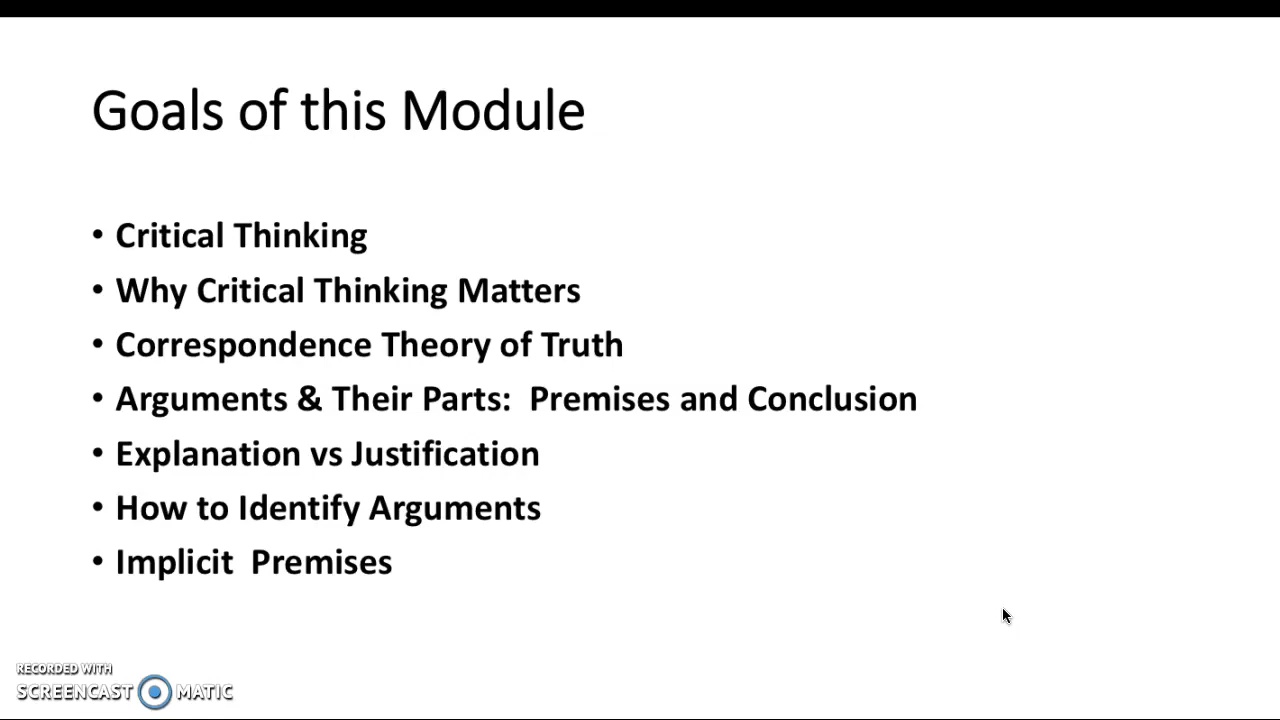 Goals of this Module
• Critical Thinking
• Why Critical Thinking Matters
• Correspondence Theory of Truth
• Arguments & Their Parts:  Premises and Conclusion
• Explanation vs Justification
• How to Identify Arguments
• Implicit  Premises
RECORDED WITH
SCREENCAST MATIC